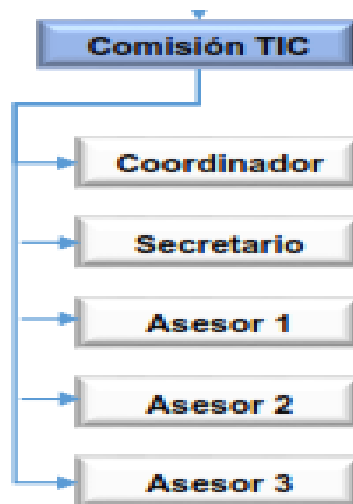 Comisión TIC
Coordinador
Secretario
Asesor 1
Asesor 2
Asesor 3